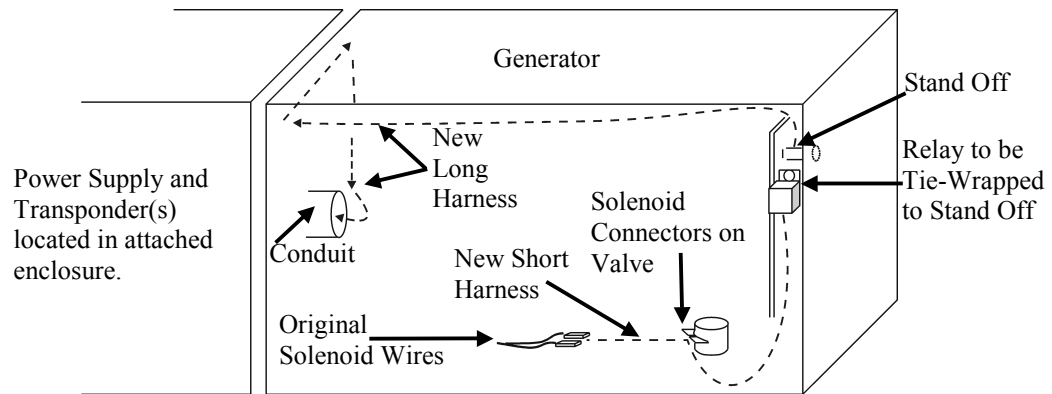 Generator
Stand Off
Relay to be
Tie-Wrapped
to Stand Off
New
Long
Harness
Power Supply and
Transponder(s)
located in attached
enclosure.
Conduit
Solenoid
Connectors on
Valve
New Short
Harness
Original
Solenoid Wires